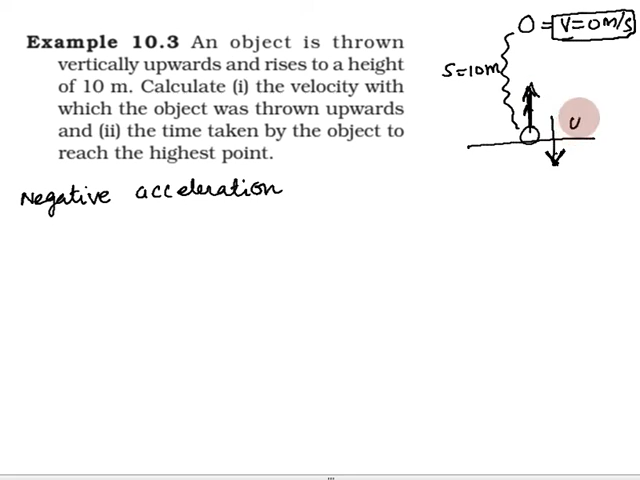 Example 10.3 An object is thrown
vertically upwards and rises to a height
of 10 m. Calculate (i) the velocity with
which the object was thrown upwards
and (ii) the time taken by the object to
reach the highest point.
Negative acceleration
= V=0m/s
S=10m
u